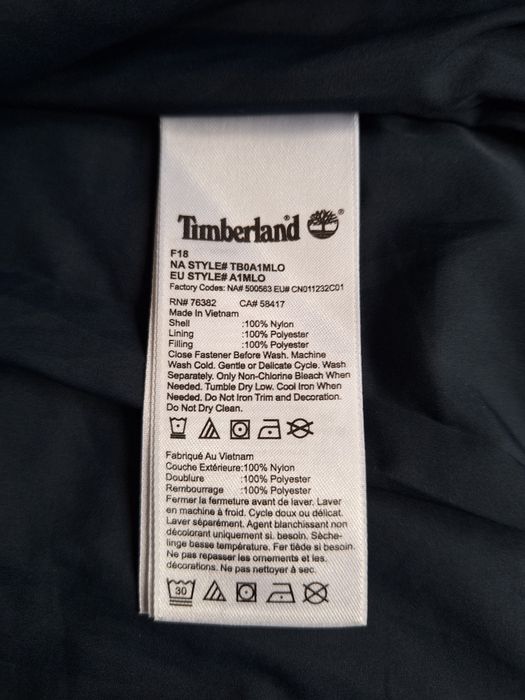 Timberland ®
F18
NA STYLE# TB0A1MLO
EU STYLE# A1MLO
Factory Codes: NA# 500563 EU# CN011232C01
RN# 76382 CA# 58417
Made In Vietnam
Shell :100% Nylon
Lining :100% Polyester
Filling :100% Polyester
Close Fastener Before Wash. Machine
Wash Cold. Gentle or Delicate Cycle. Wash
Separately. Only Non-Chlorine Bleach When
Needed. Tumble Dry Low. Cool Iron When
Needed. Do Not Iron Trim and Decoration.
Do Not Dry Clean.
Fabriqué Au Vietnam
Couche Extérieure:100% Nylon
Doublure :100% Polyester
Rembourrage :100% Polyester
Fermer la fermeture avant de laver. Laver
en machine à froid. Cycle doux ou délicat.
Laver séparément. Agent blanchissant non
décolorant uniquement si besoin. Sèche-
linge basse température. Fer tiède si besoin.
Ne pas repasser les ornements et les
décorations. Ne pas nettoyer à sec.
30